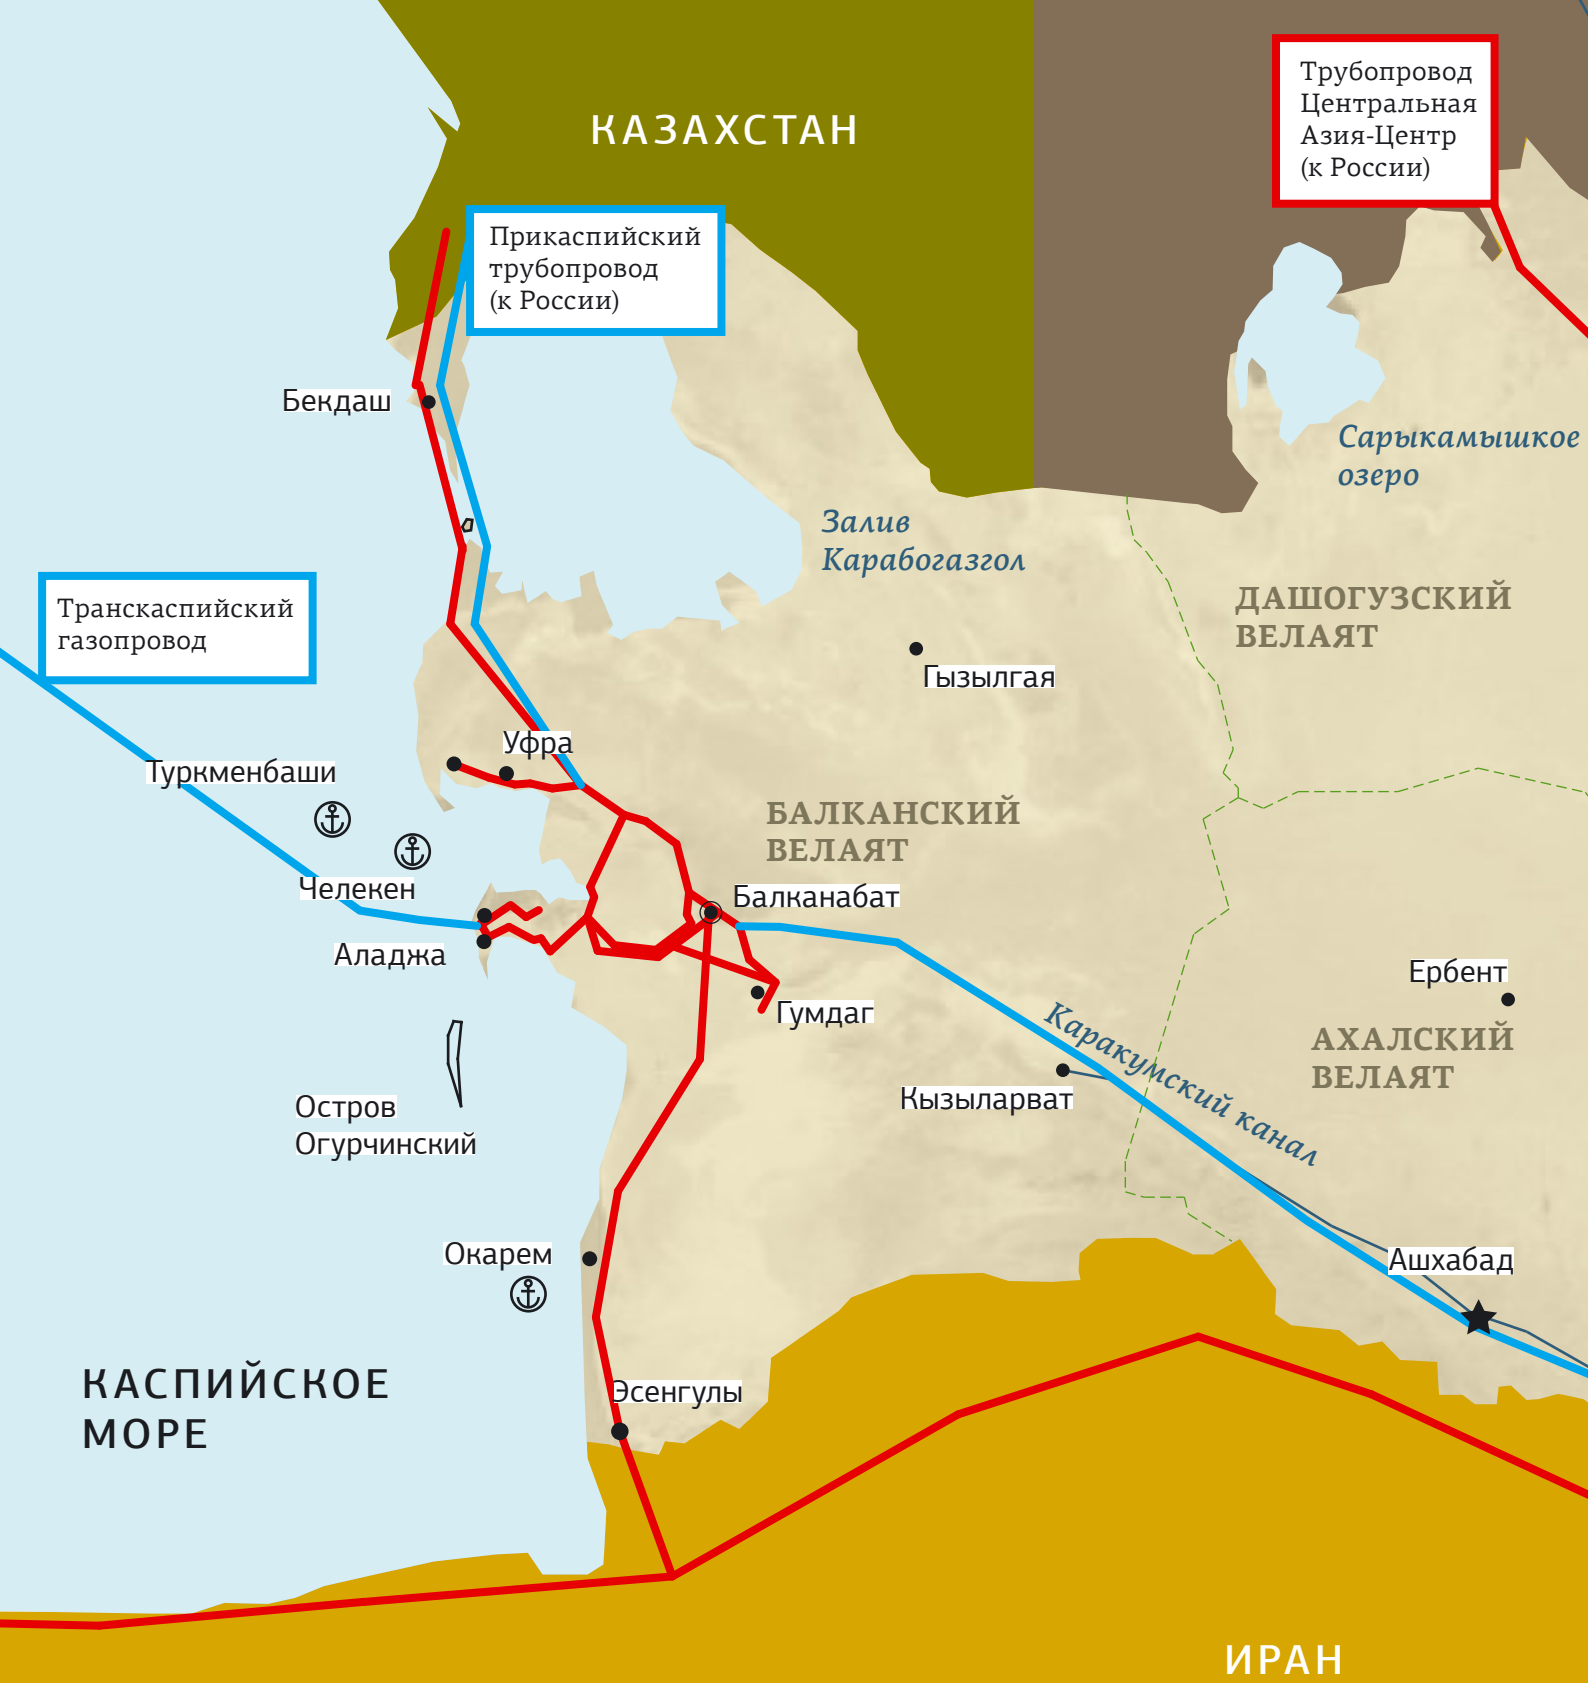 КАЗАХСТАН
Трубопровод
Центральная
Азия-Центр
(к России)
Прикаспийский
трубопровод
(к России)
Бекдаш
Сарыкамышкое
озеро
Залив
Карабогазгол
Транскаспийский
газопровод
ДАШОГУЗСКИЙ
ВЕЛАЯТ
Гызылгая
Уфра
Туркменбаши
БАЛКАНСКИЙ
ВЕЛАЯТ
Челекен
Балканабат
Аладжа
Ербент
Гумдаг
АХАЛСКИЙ
ВЕЛАЯТ
Каракумский канал
Кызыларват
Остров
Огурчинский
Окарем
Ашхабад
КАСПИЙСКОЕ
МОРЕ
Эсенгулы
ИРАН